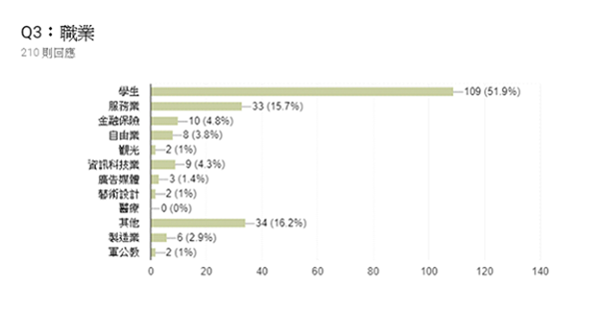 Q3：職業
210 則回應
學生 109 (51.9%)
服務業 33 (15.7%)
金融保險 10 (4.8%)
自由業 8 (3.8%)
観光 2 (1%)
資訊科技業 9 (4.3%)
廣告媒體 3 (1.4%)
藝術設計 2 (1%)
醫療 0 (0%)
其他 34 (16.2%)
製造業 6 (2.9%)
軍公教 2 (1%)
0 20 40 60 80 100 120 140